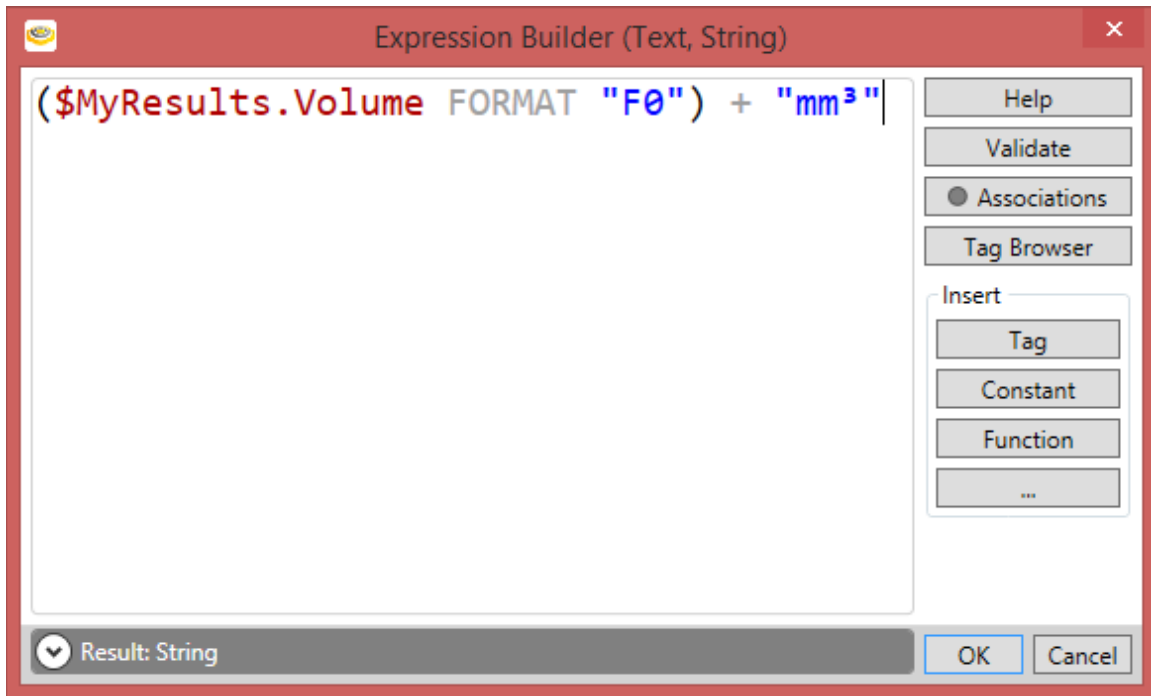 Expression Builder (Text, String)
($MyResults.Volume FORMAT "F0") + "mm³"
Help
Validate
Associations
Tag Browser
Insert
Tag
Constant
Function
...
Result: String
OK
Cancel